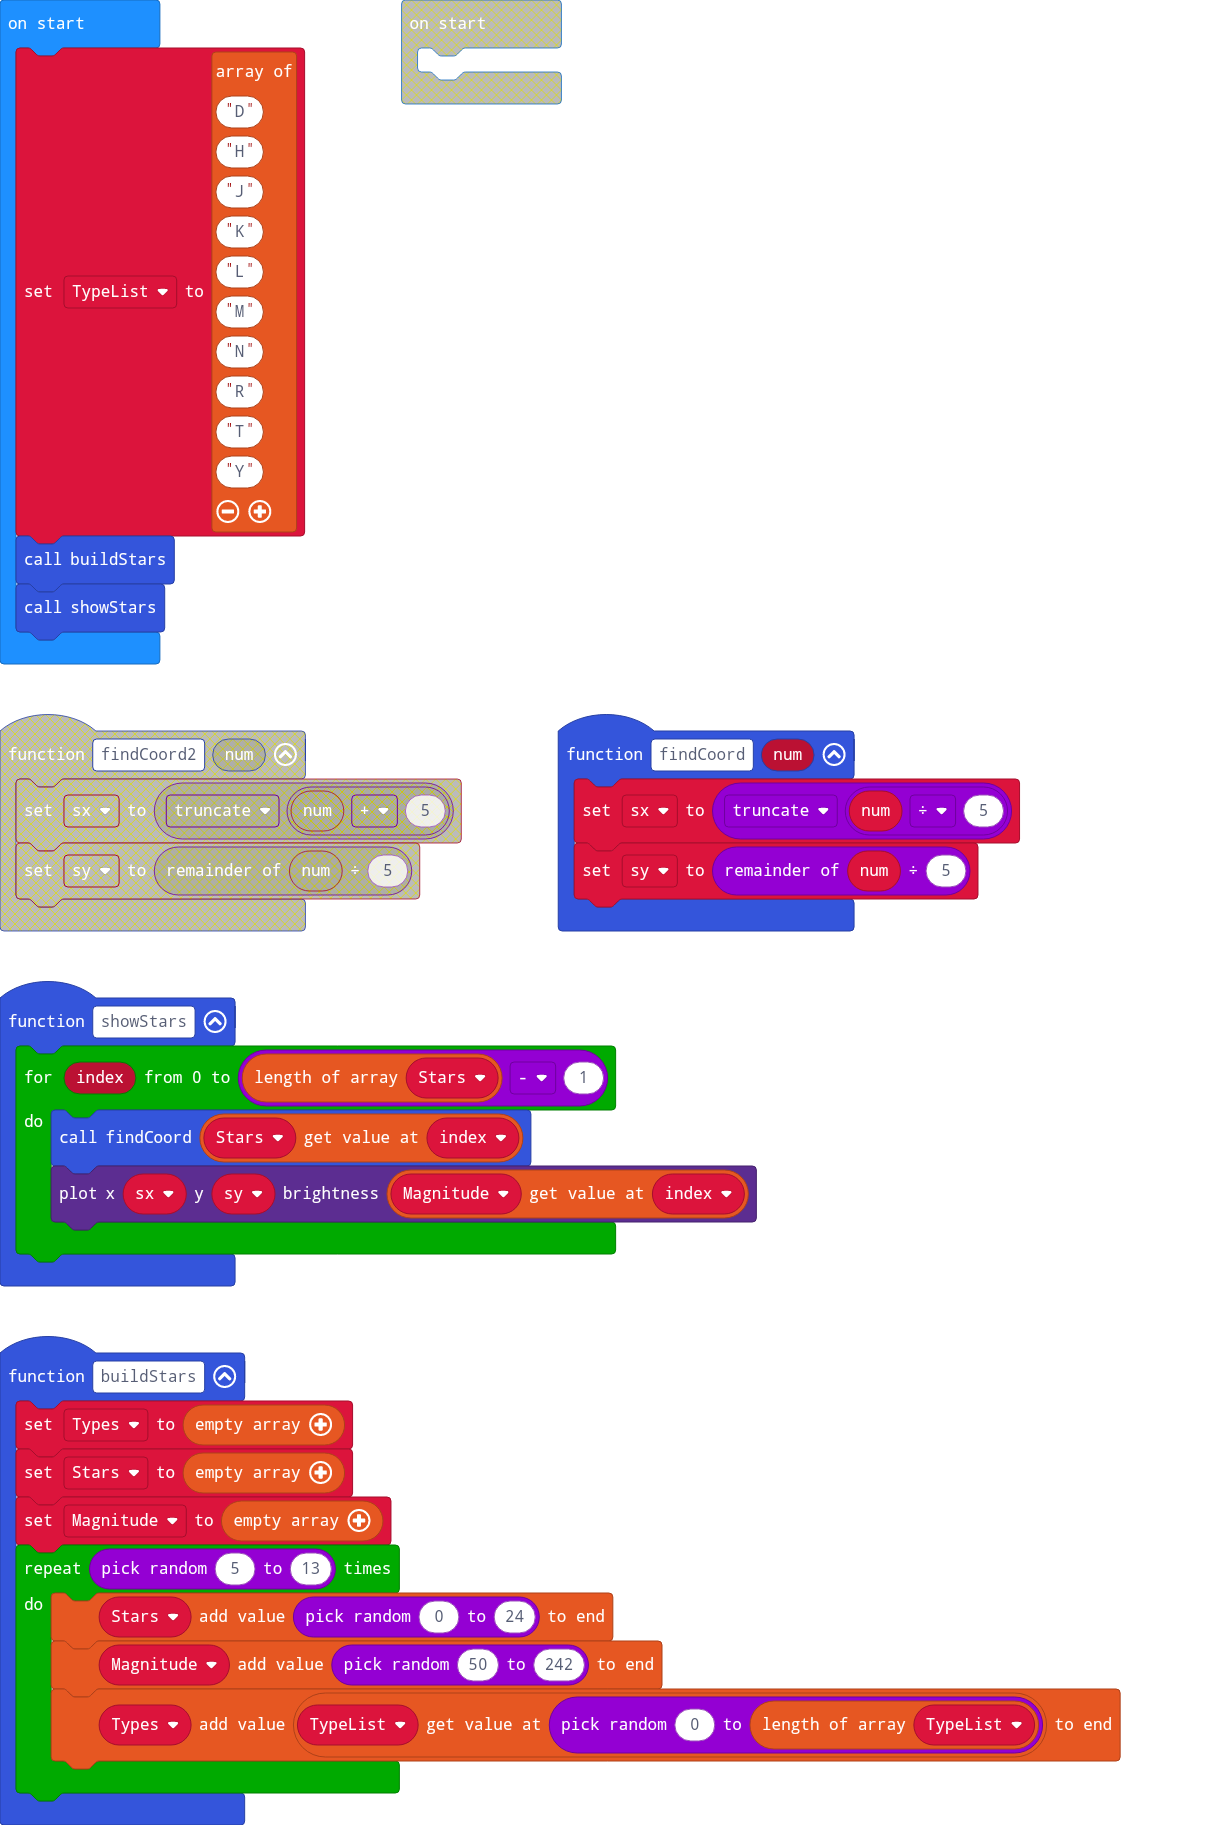 on start
on start
array of
"D"
"H"
"J"
"K"
"L"
"M"
"N"
"R"
"T"
"Y"
set TypeList to
call buildStars
call showStars
function findCoord2 num
set sx to truncate num + 5
set sy to remainder of num ÷ 5
function findCoord num
set sx to truncate num ÷ 5
set sy to remainder of num ÷ 5
function showStars
for index from 0 to length of array Stars - 1
do
call findCoord Stars get value at index
plot x sx y sy brightness Magnitude get value at index
function buildStars
set Types to empty array
set Stars to empty array
set Magnitude to empty array
repeat pick random 5 to 13 times
do
Stars add value pick random 0 to 24 to end
Magnitude add value pick random 50 to 242 to end
Types add value TypeList get value at pick random 0 to length of array TypeList to end